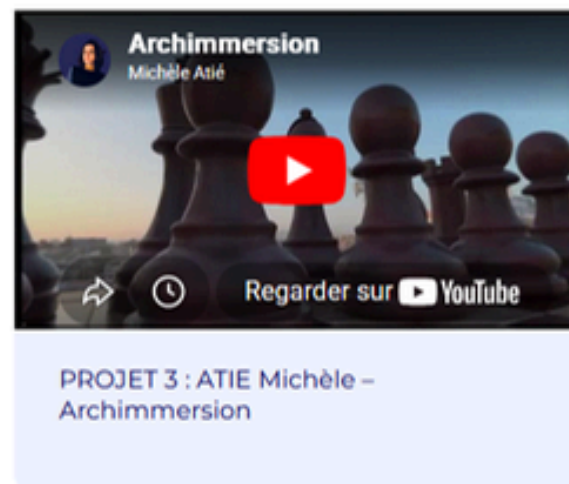 Archimmersion
Michèle Atié
Regarder sur YouTube
PROJET 3 : ATIE Michèle –
Archimmersion